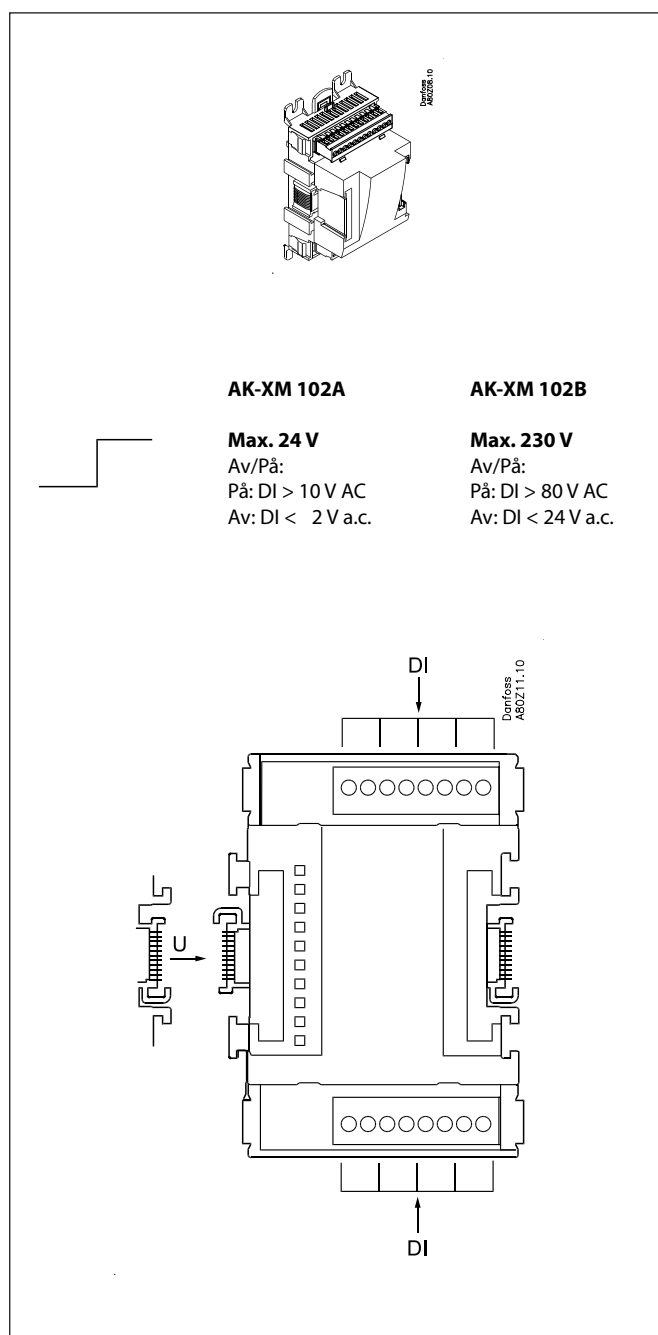 Danfoss
A80Z08.10
AK-XM 102A
Max. 24 V
Av/På:
På: DI > 10 V AC
Av: DI < 2 V a.c.
AK-XM 102B
Max. 230 V
Av/På:
På: DI > 80 V AC
Av: DI < 24 V a.c.
DI
Danfoss
A80Z11.10
U
DI